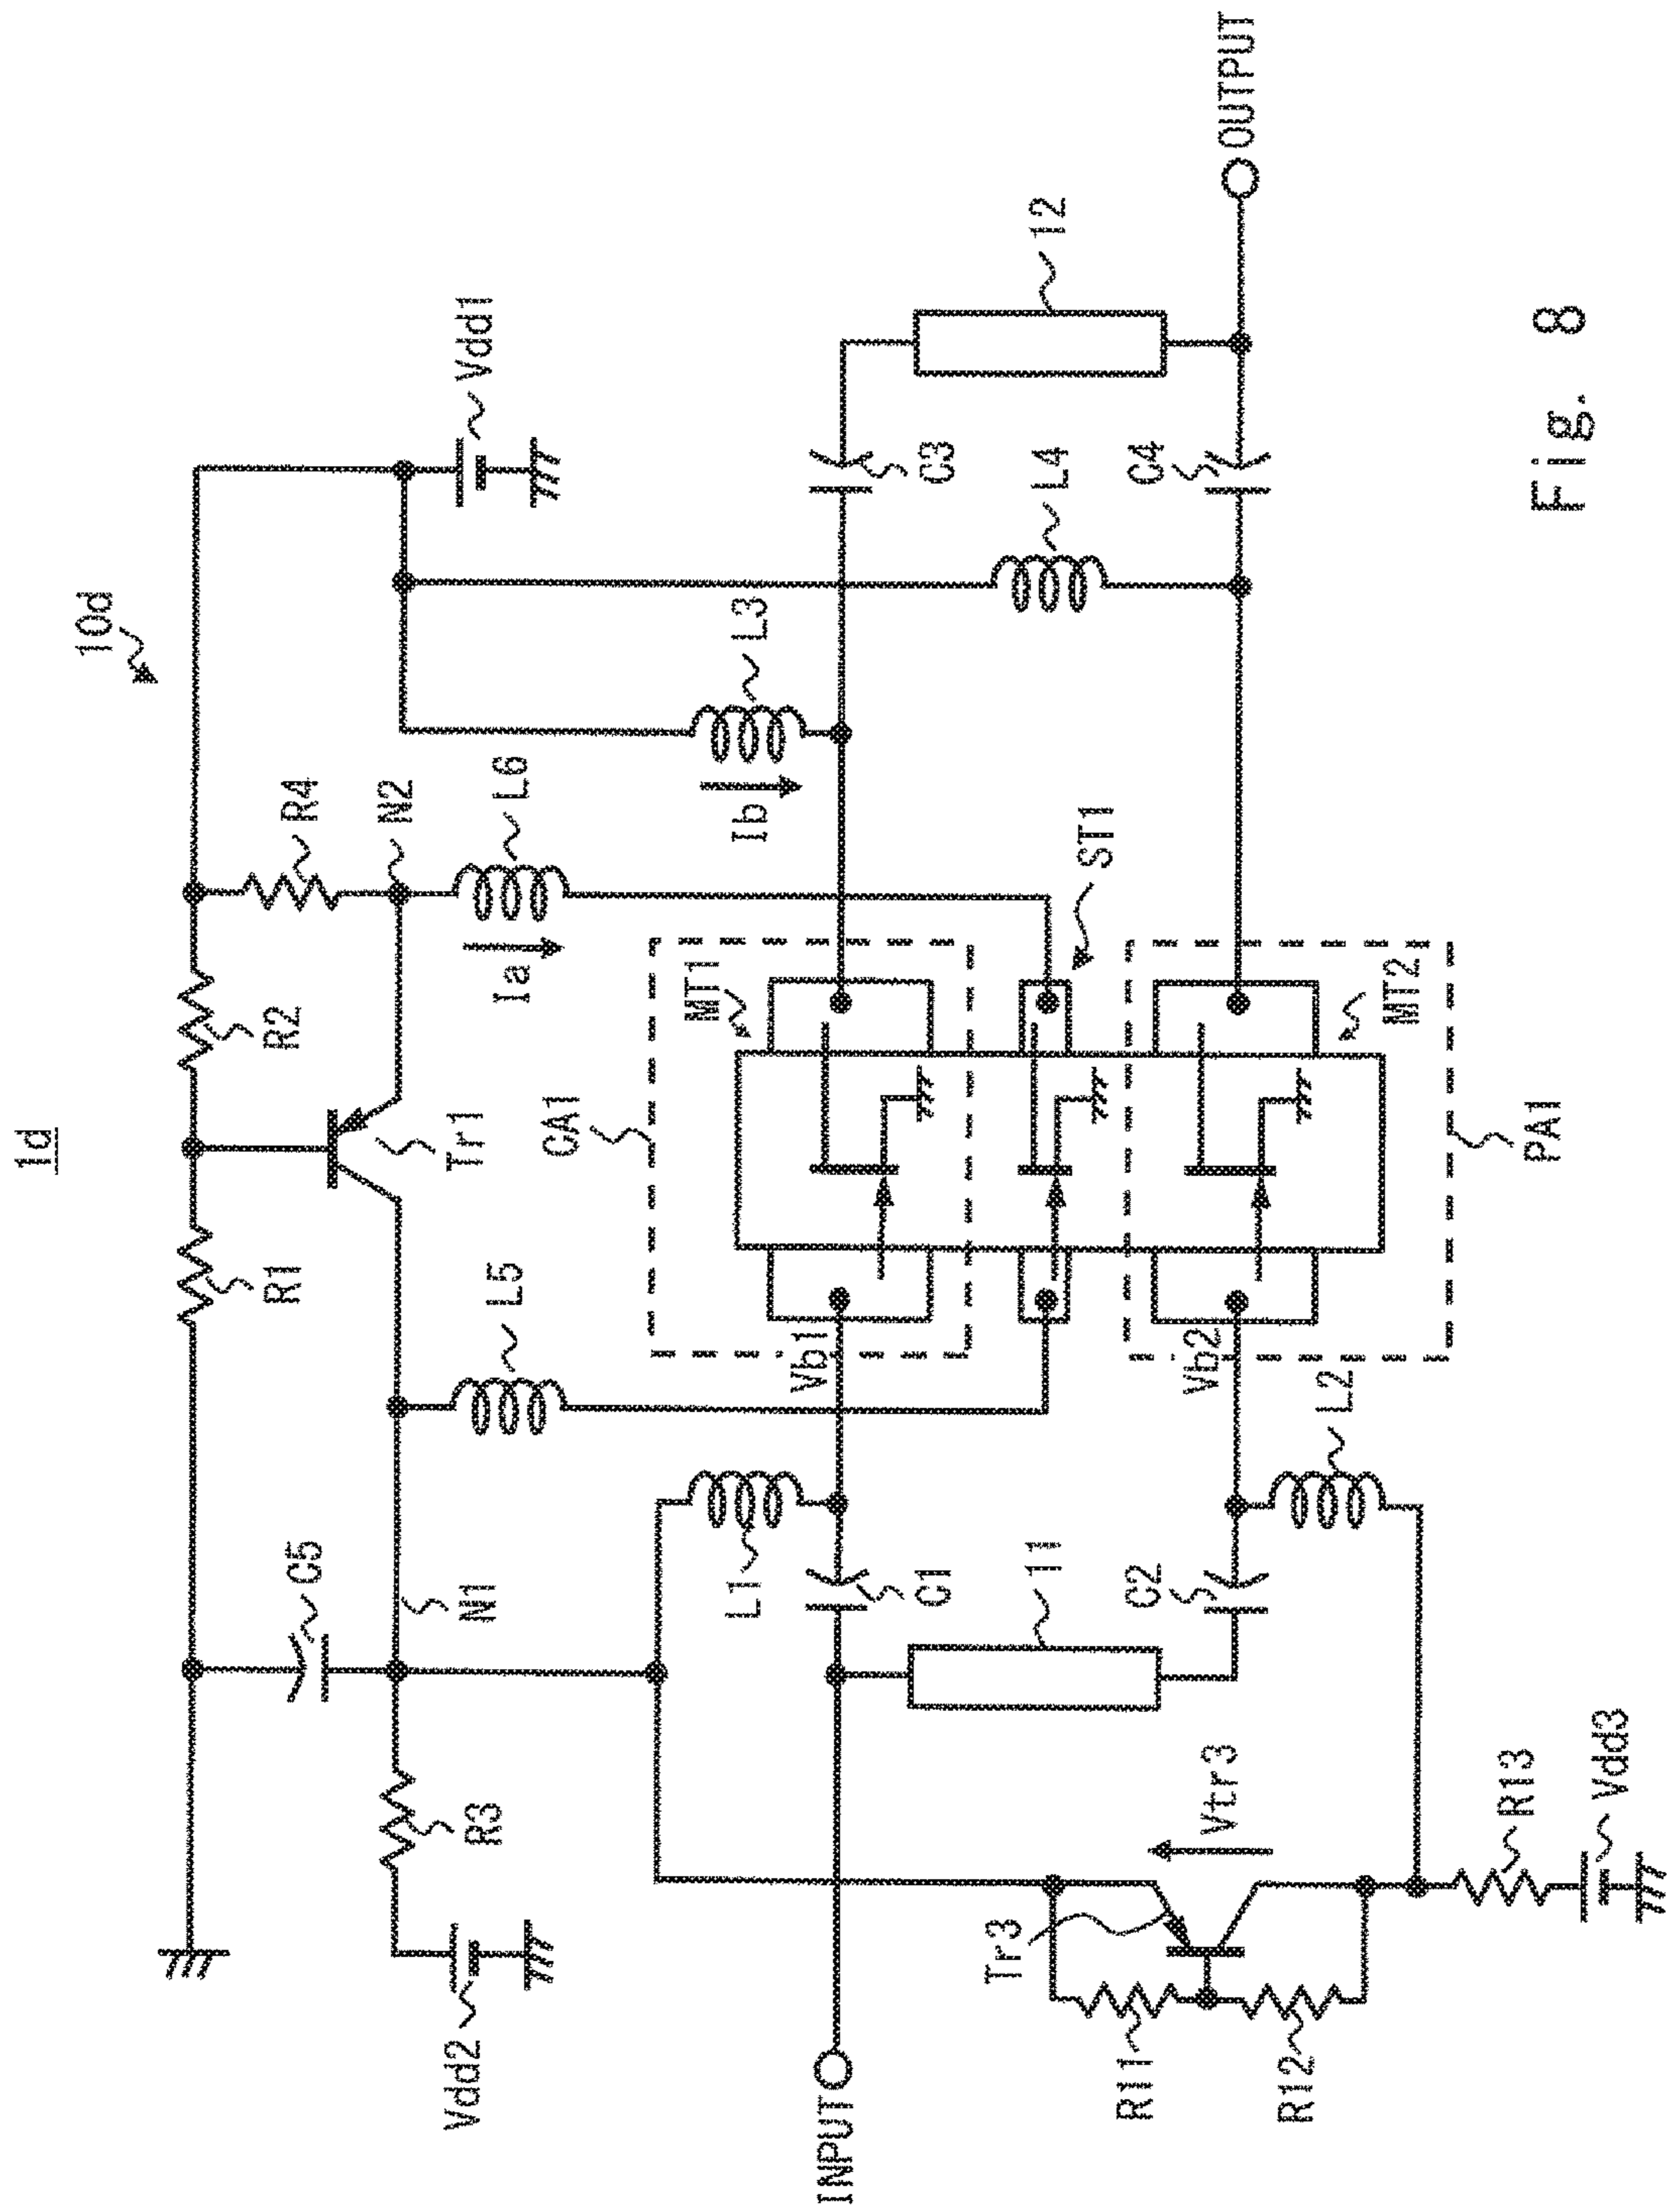 1d
10d
R1
R2
R4
C5
Tr1
N2
N1
R3
Vdd2
Vdd1
L5
L6
Ia
L3
Ib
CA1
MT1
L1
Vb1
C1
C3
INPUT
11
12
ST1
L4
Tr3
R11
R12
Vtr3
C2
Vb2
C4
OUTPUT
L2
MT2
PA1
R13
Vdd3
Fig. 8